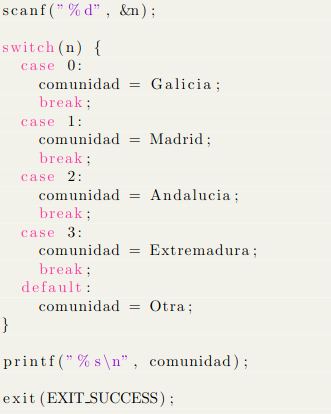 scanf("%d", &n);
switch(n) {
case 0:
comunidad = Galicia;
break;
case 1:
comunidad = Madrid;
break;
case 2:
comunidad = Andalucia;
break;
case 3:
comunidad = Extremadura;
break;
default:
comunidad = Otra;
}
printf("%s\n", comunidad);
exit(EXIT_SUCCESS);